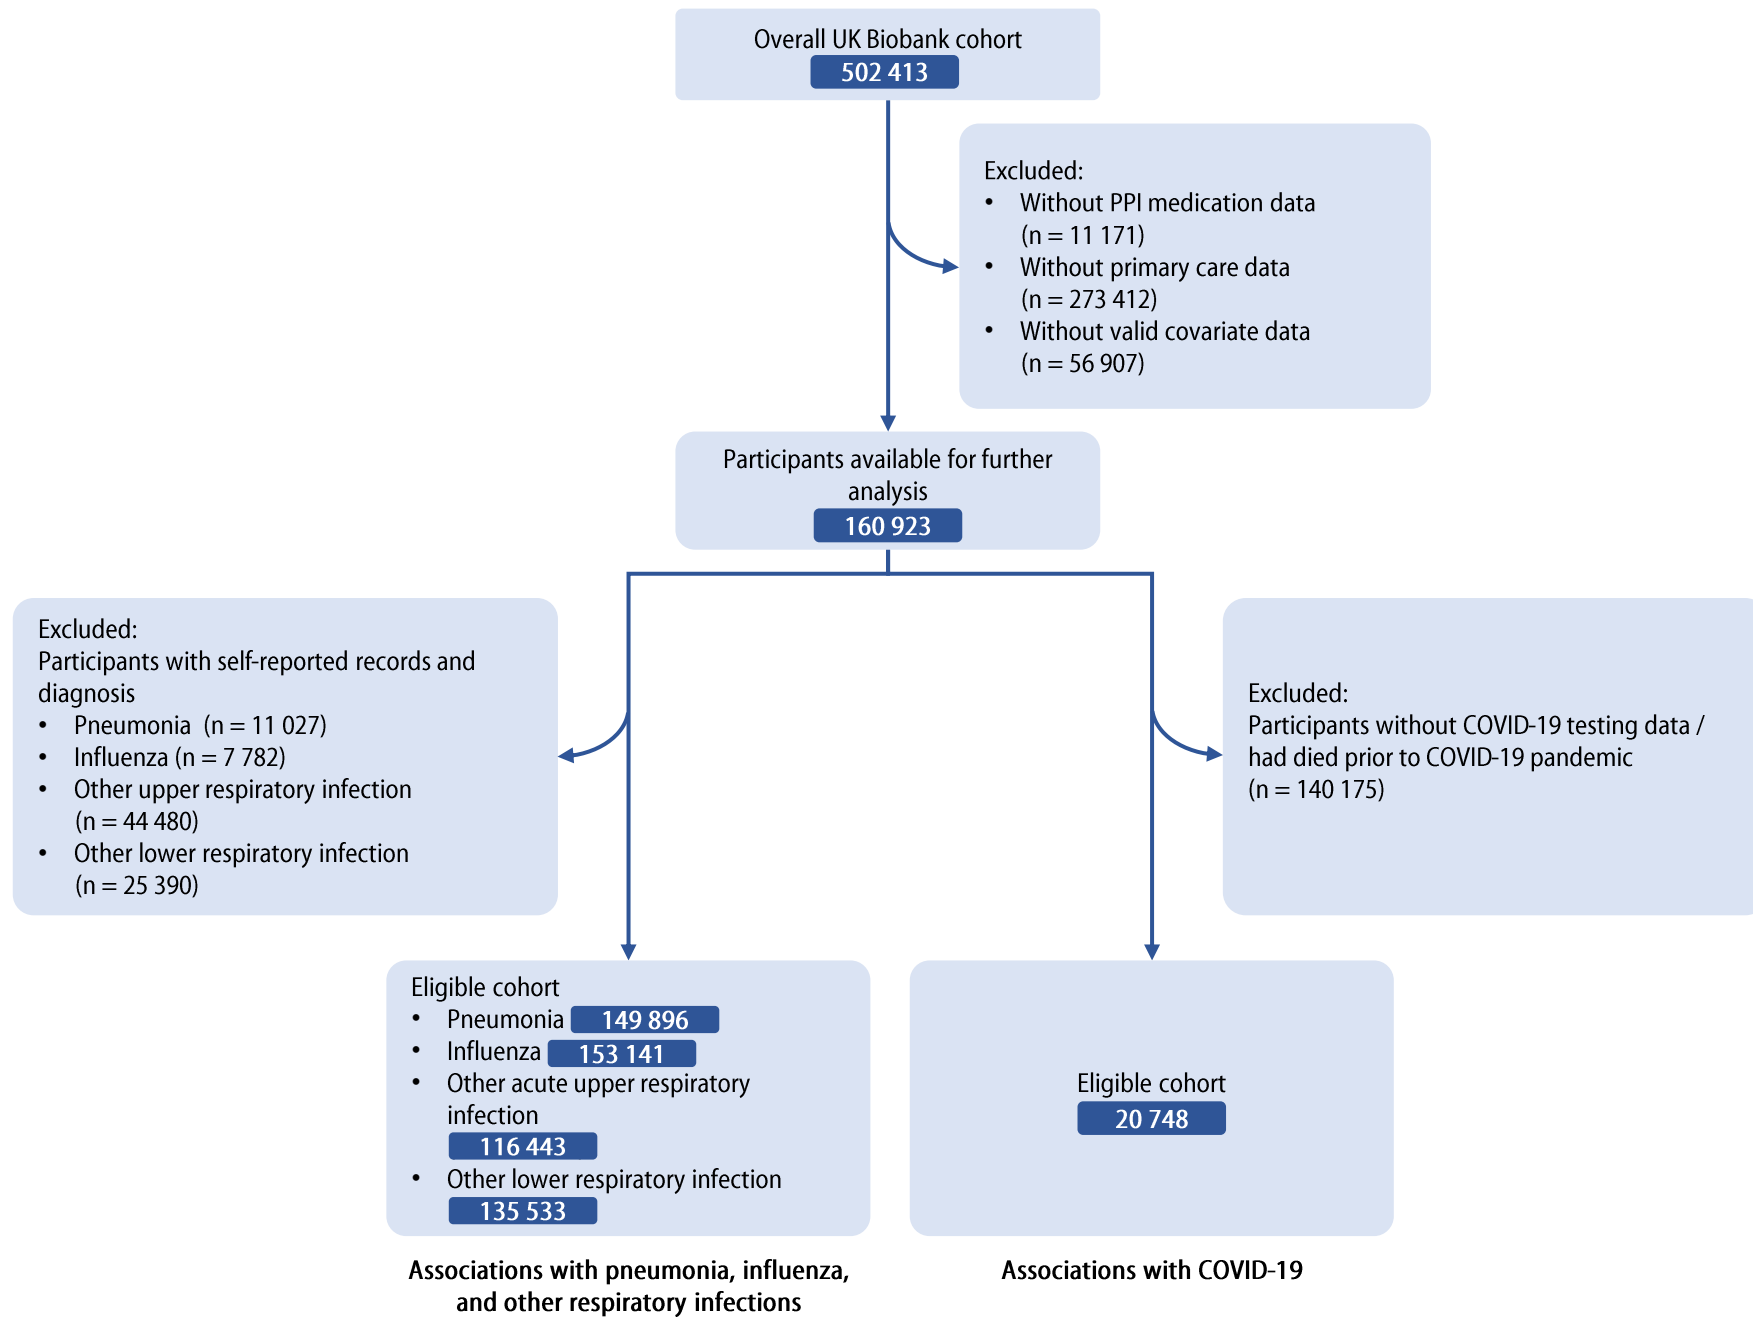 Overall UK Biobank cohort
502 413
Excluded:
• Without PPI medication data
(n = 11 171)
• Without primary care data
(n = 273 412)
• Without valid covariate data
(n = 56 907)
Participants available for further
analysis
160 923
Excluded:
Participants with self-reported records and
diagnosis
• Pneumonia (n = 11 027)
• Influenza (n = 7 782)
• Other upper respiratory infection
(n = 44 480)
• Other lower respiratory infection
(n = 25 390)
Excluded:
Participants without COVID-19 testing data /
had died prior to COVID-19 pandemic
(n = 140 175)
Eligible cohort
• Pneumonia 149 896
• Influenza 153 141
• Other acute upper respiratory
infection
116 443
• Other lower respiratory infection
135 533
Eligible cohort
20 748
Associations with pneumonia, influenza,
and other respiratory infections
Associations with COVID-19